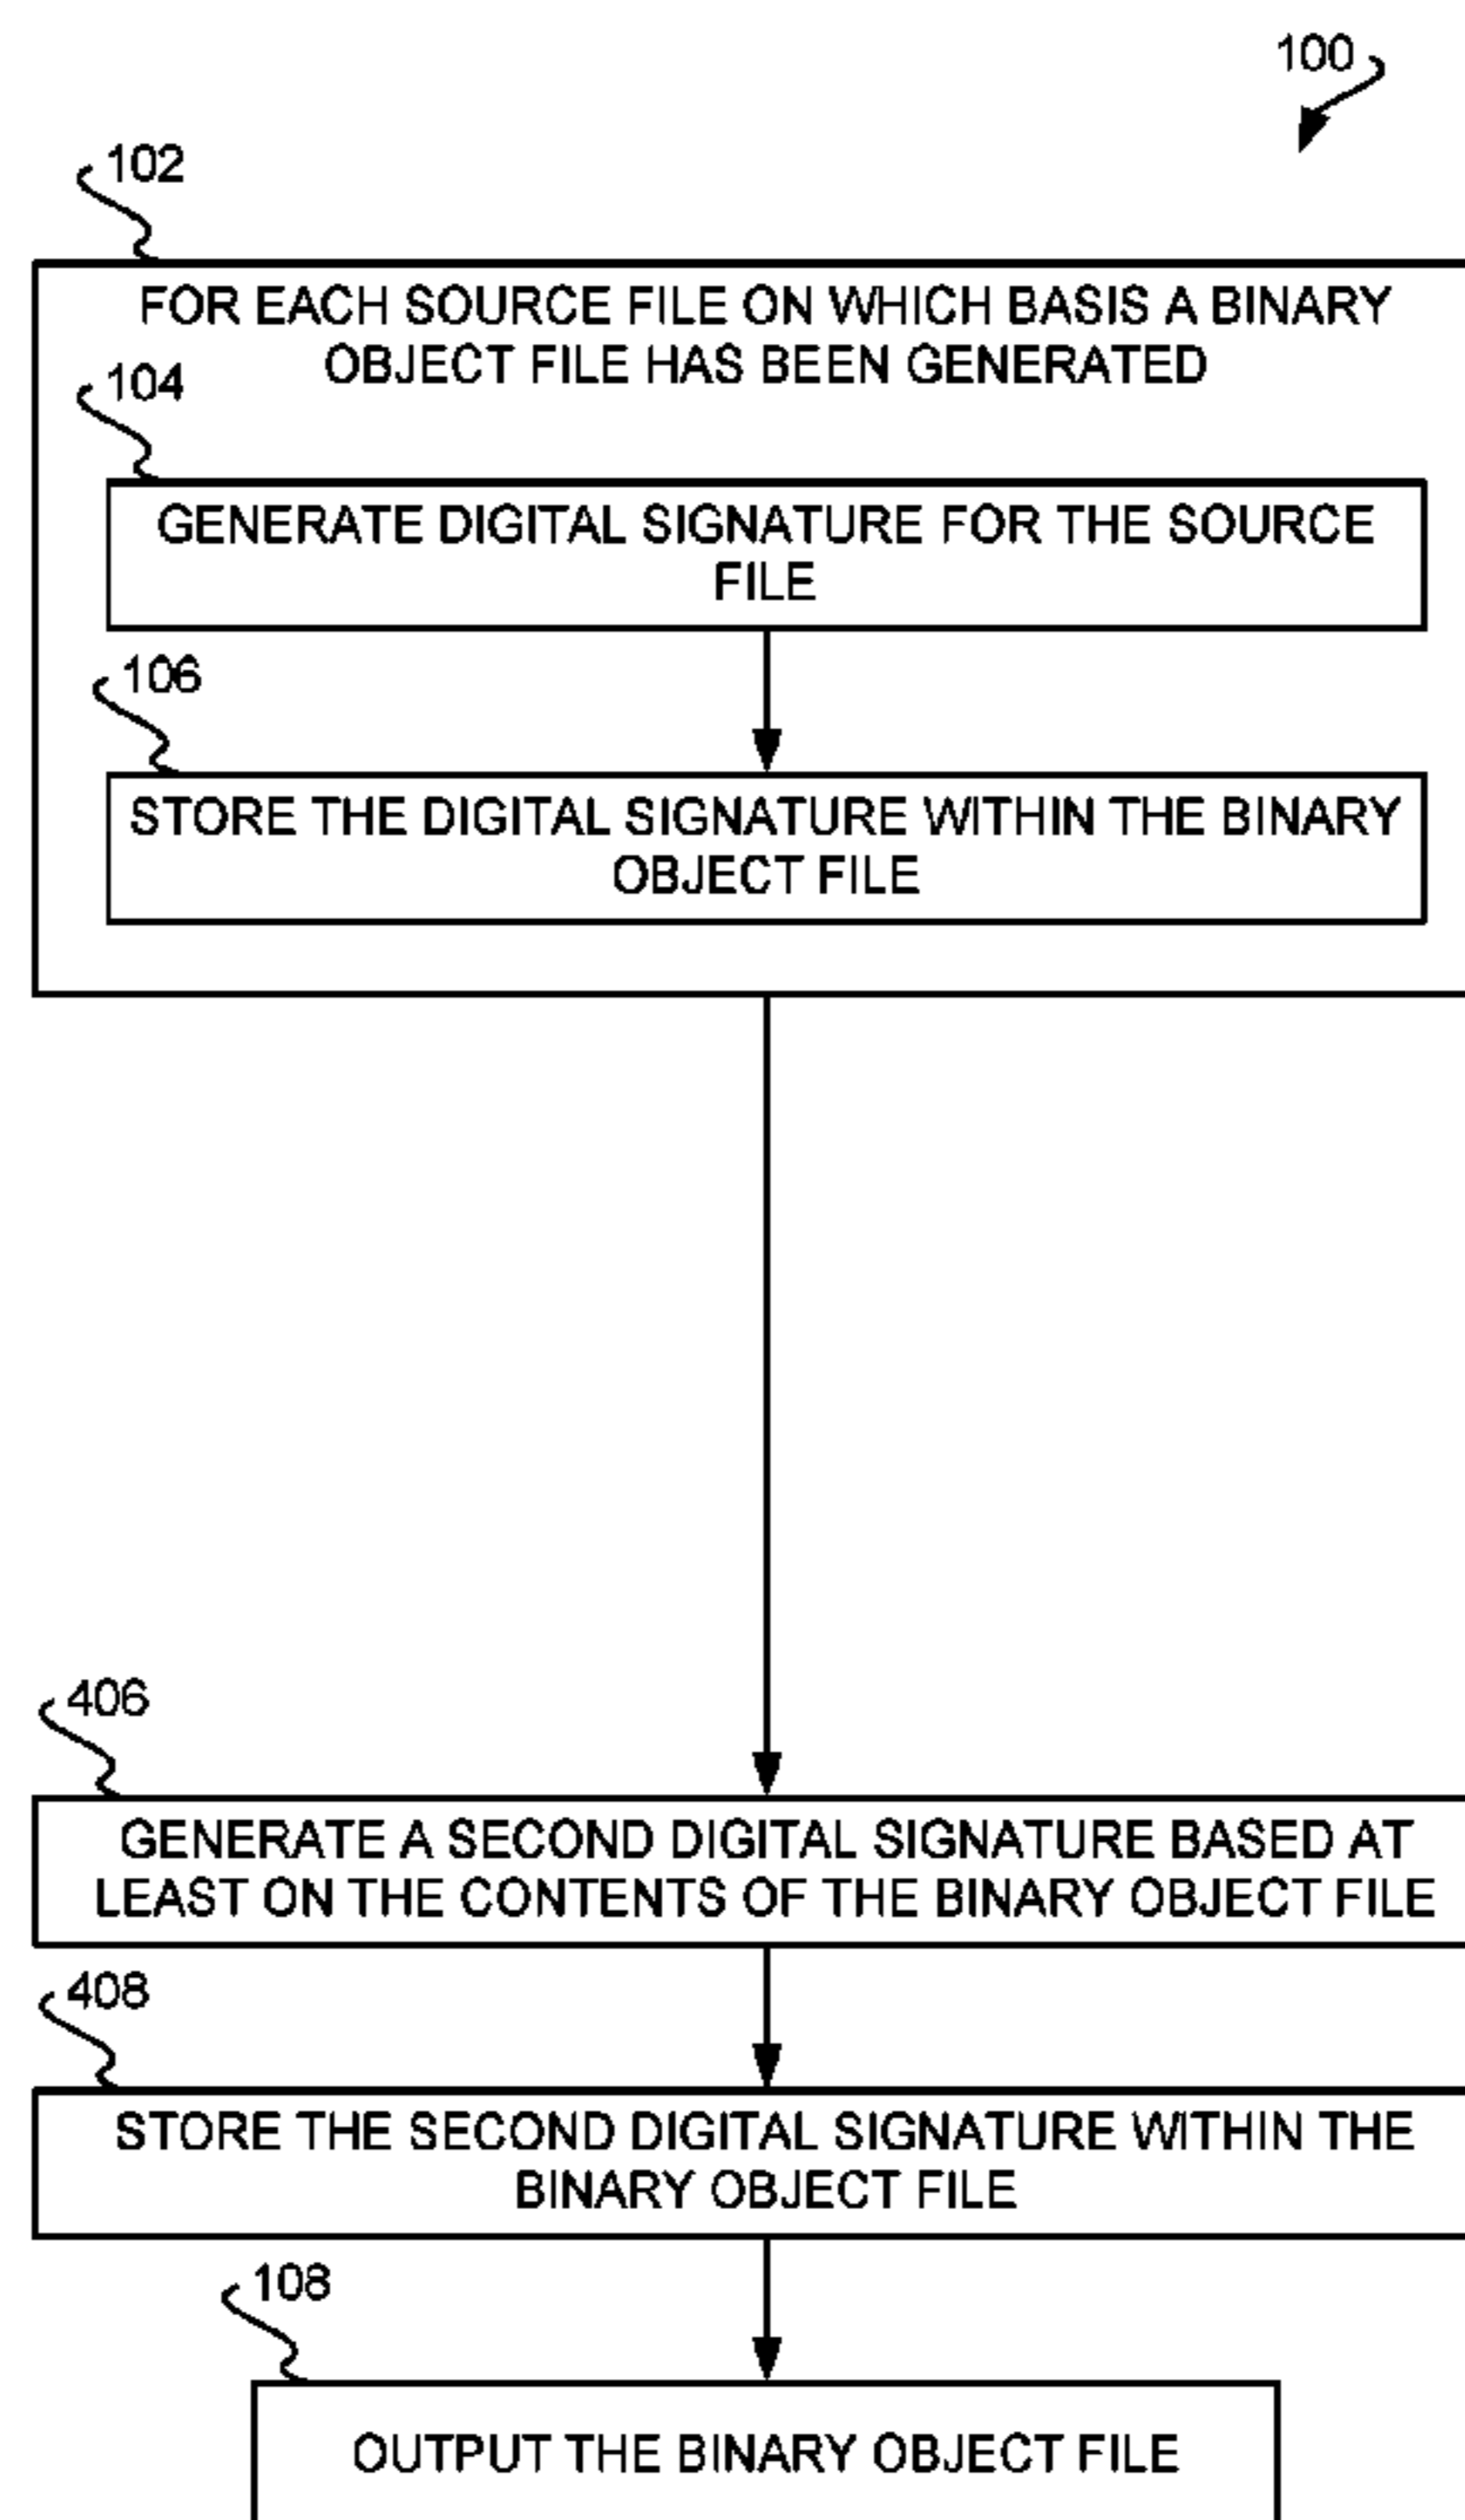 100
102
FOR EACH SOURCE FILE ON WHICH BASIS A BINARY
OBJECT FILE HAS BEEN GENERATED
104
GENERATE DIGITAL SIGNATURE FOR THE SOURCE
FILE
106
STORE THE DIGITAL SIGNATURE WITHIN THE BINARY
OBJECT FILE
406
GENERATE A SECOND DIGITAL SIGNATURE BASED AT
LEAST ON THE CONTENTS OF THE BINARY OBJECT FILE
408
STORE THE SECOND DIGITAL SIGNATURE WITHIN THE
BINARY OBJECT FILE
108
OUTPUT THE BINARY OBJECT FILE